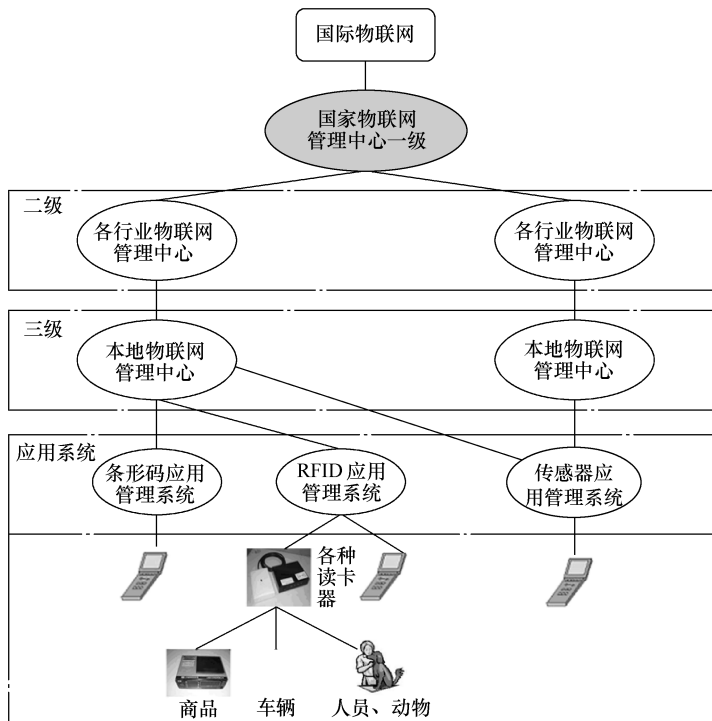 国际物联网
国家物联网
管理中心一级
二级
各行业物联网
管理中心
各行业物联网
管理中心
三级
本地物联网
管理中心
本地物联网
管理中心
应用系统
条形码应用
管理系统
RFID 应用
管理系统
传感器应
用管理系统
各种
读卡
器
商品
车辆
人员、动物